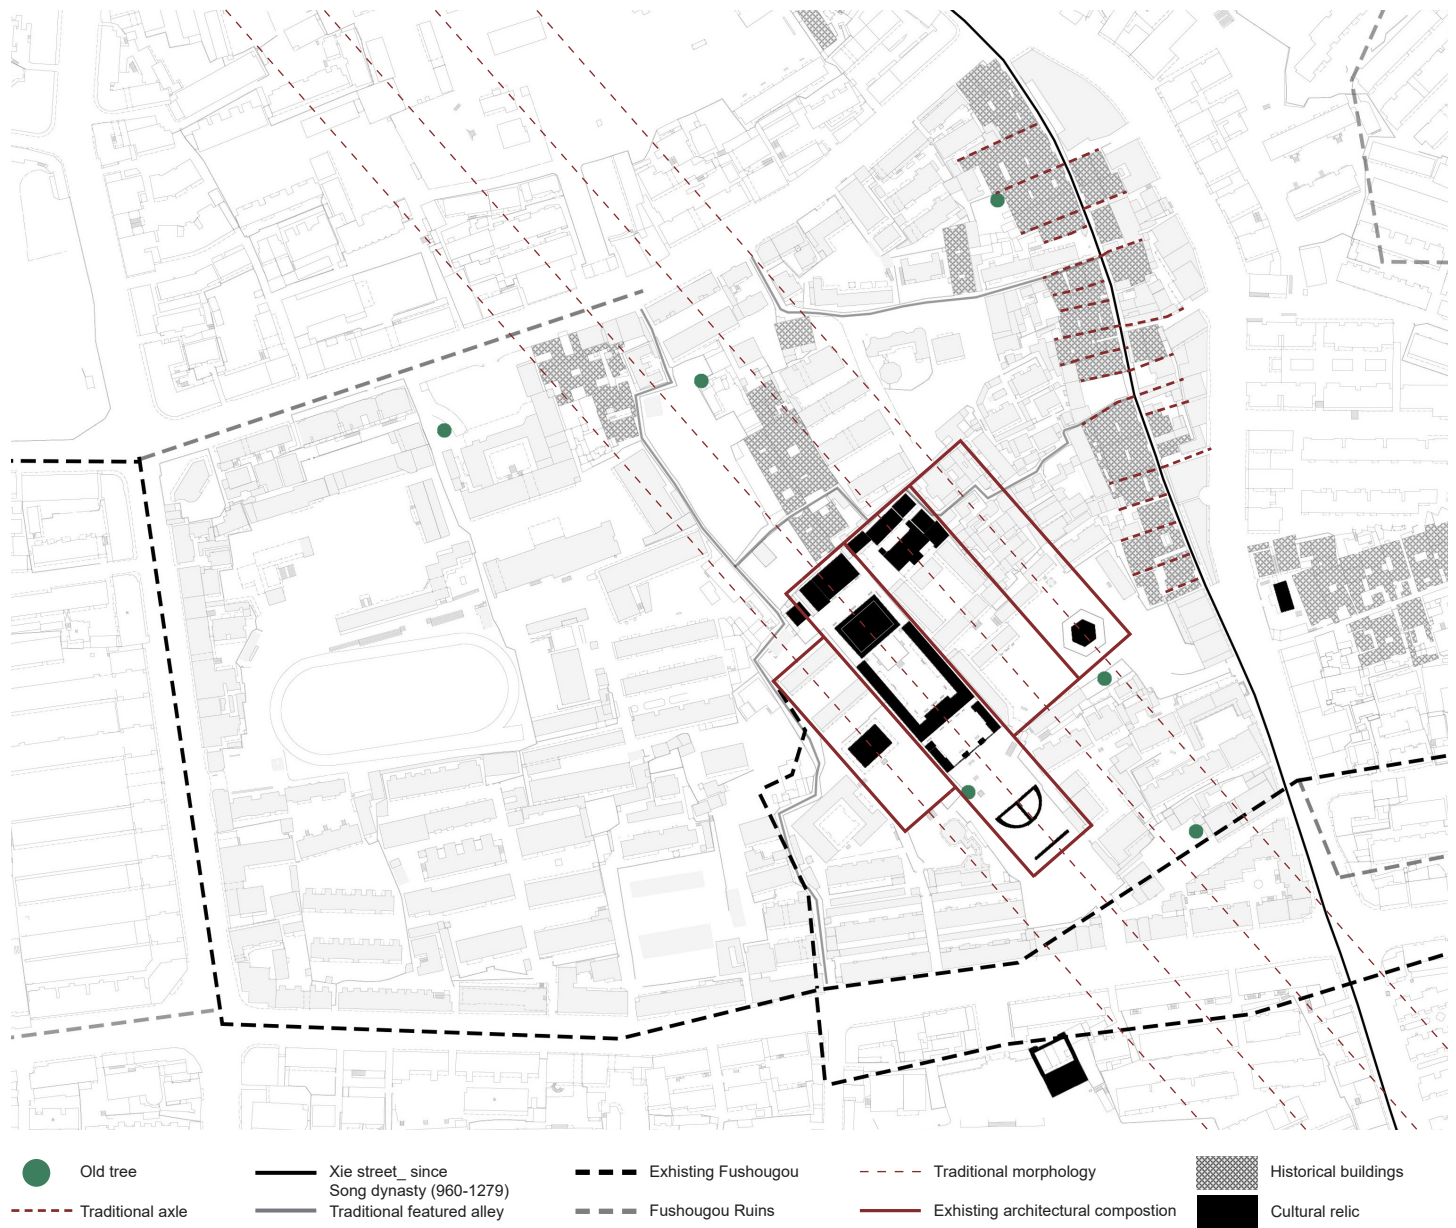 Old tree
Xie street_ since
Song dynasty (960-1279)
Exhisting Fushougou
Traditional morphology
Historical buildings
Traditional axle
Traditional featured alley
Fushougou Ruins
Exhisting architectural compostion
Cultural relic